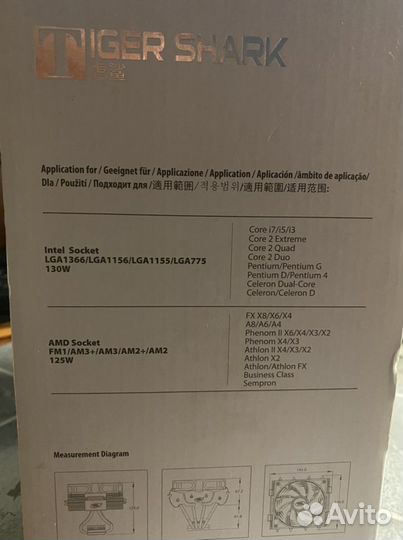 TIGER SHARK
Application for / Geeignet für / Applicazione / Application / Aplicación /âmbito de aplicação/
Dla / Použití / Подходит для /適用範囲/적용범위/適用範圍/适用范围:
Intel Socket
LGA1366/LGA1156/LGA1155/LGA775
130W
Core i7/i5/i3
Core 2 Extreme
Core 2 Quad
Core 2 Duo
Pentium/Pentium G
Pentium D/Pentium 4
Celeron Dual-Core
Celeron/Celeron D
AMD Socket
FM1/AM3+/AM3/AM2+/AM2
125W
FX X8/X6/X4
A8/A6/A4
Phenom II X6/X4/X3/X2
Phenom X4/X3
Athlon II X4/X3/X2
Athlon X2
Athlon/Athlon FX
Business Class
Sempron
Measurement Diagram
Avito